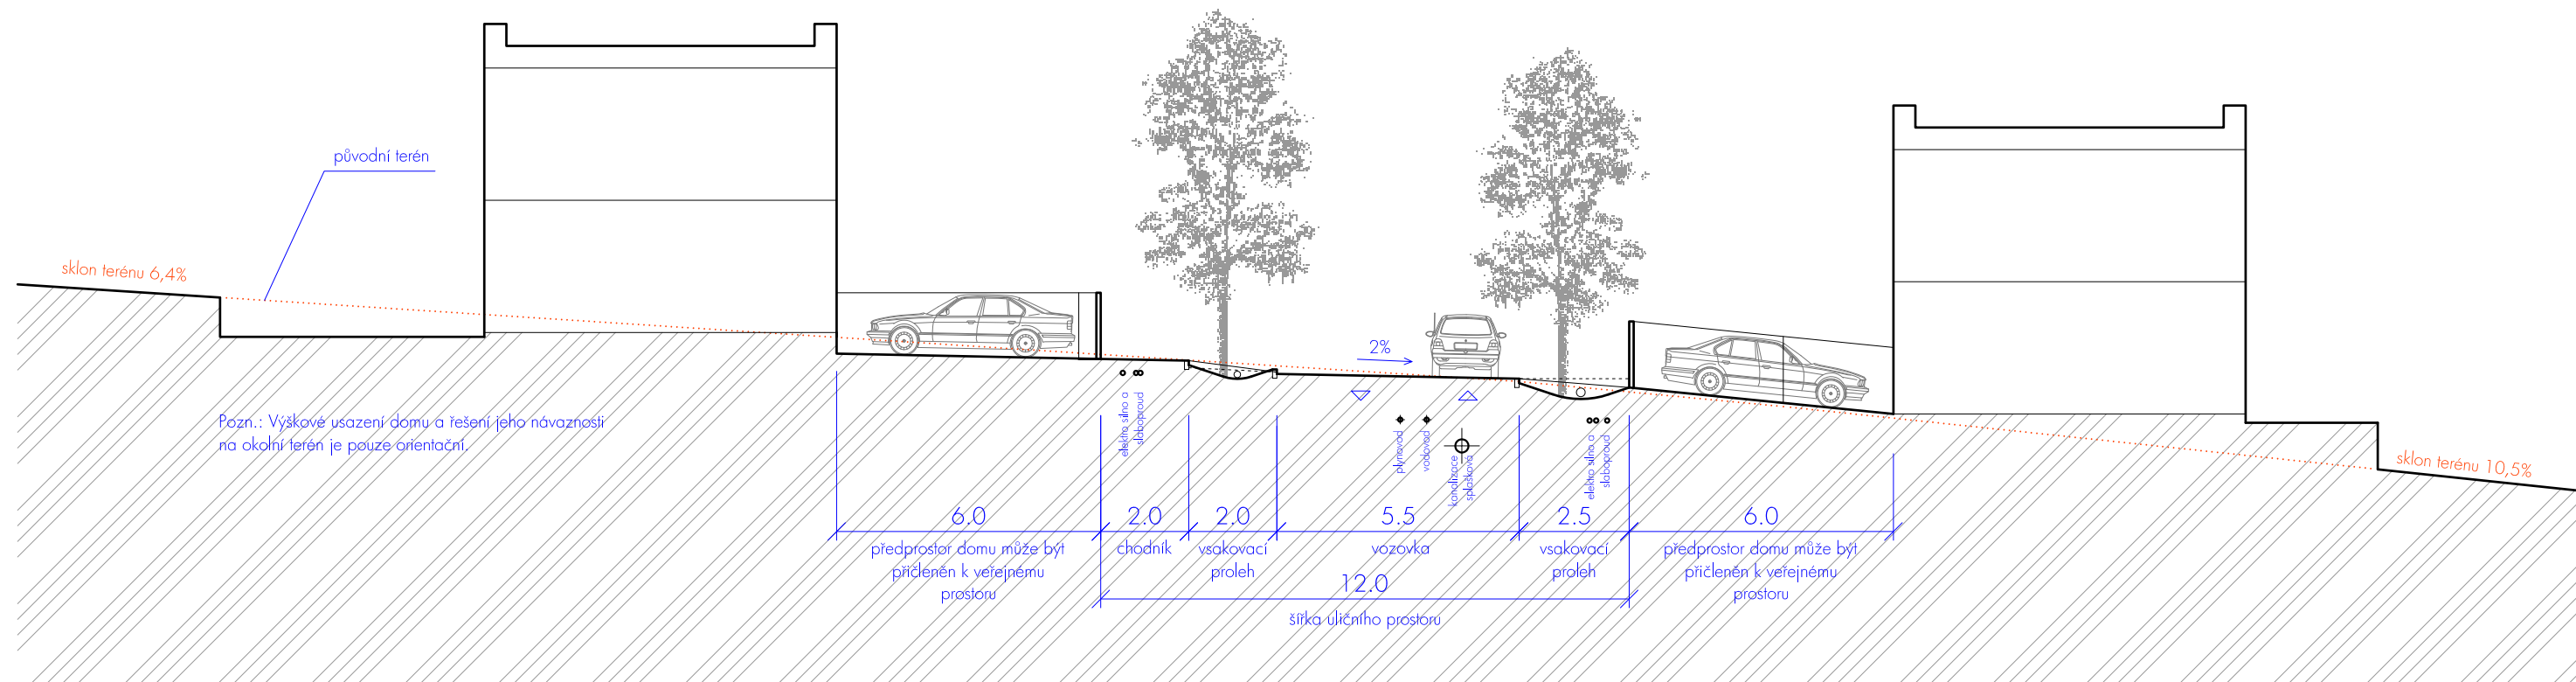 původní terén
sklon terénu 6,4%
2%
Pozn.: Výškové usazení domu a řešení jeho návaznosti
na okolní terén je pouze orientační.
elektro silno a
slaboproud
plynovod
vodovod
kanalizace
splašková
elektro silno a
slaboproud
sklon terénu 10,5%
6.0
předprostor domu může být
přičleněn k veřejnému
prostoru
2.0
chodník
2.0
vsakovací
proleh
5.5
vozovka
2.5
vsakovací
proleh
6.0
předprostor domu může být
přičleněn k veřejnému
prostoru
12.0
šířka uličního prostoru